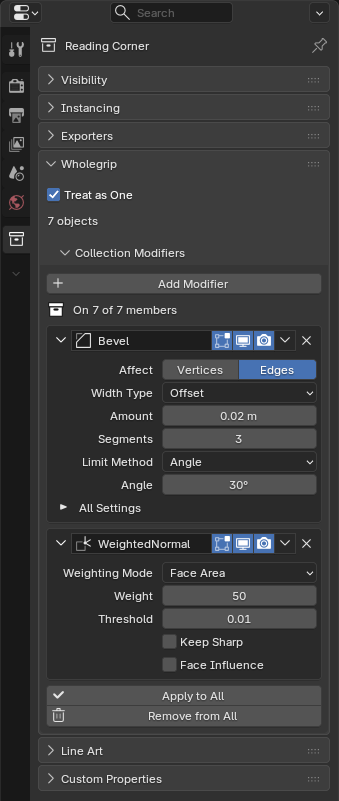 Search
Reading Corner
Visibility
Instancing
Exporters
Wholegrip
Treat as One
7 objects
Collection Modifiers
Add Modifier
On 7 of 7 members
Bevel
Affect Vertices Edges
Width Type Offset
Amount 0.02 m
Segments 3
Limit Method Angle
Angle 30°
All Settings
WeightedNormal
Weighting Mode Face Area
Weight 50
Threshold 0.01
Keep Sharp
Face Influence
Apply to All
Remove from All
Line Art
Custom Properties